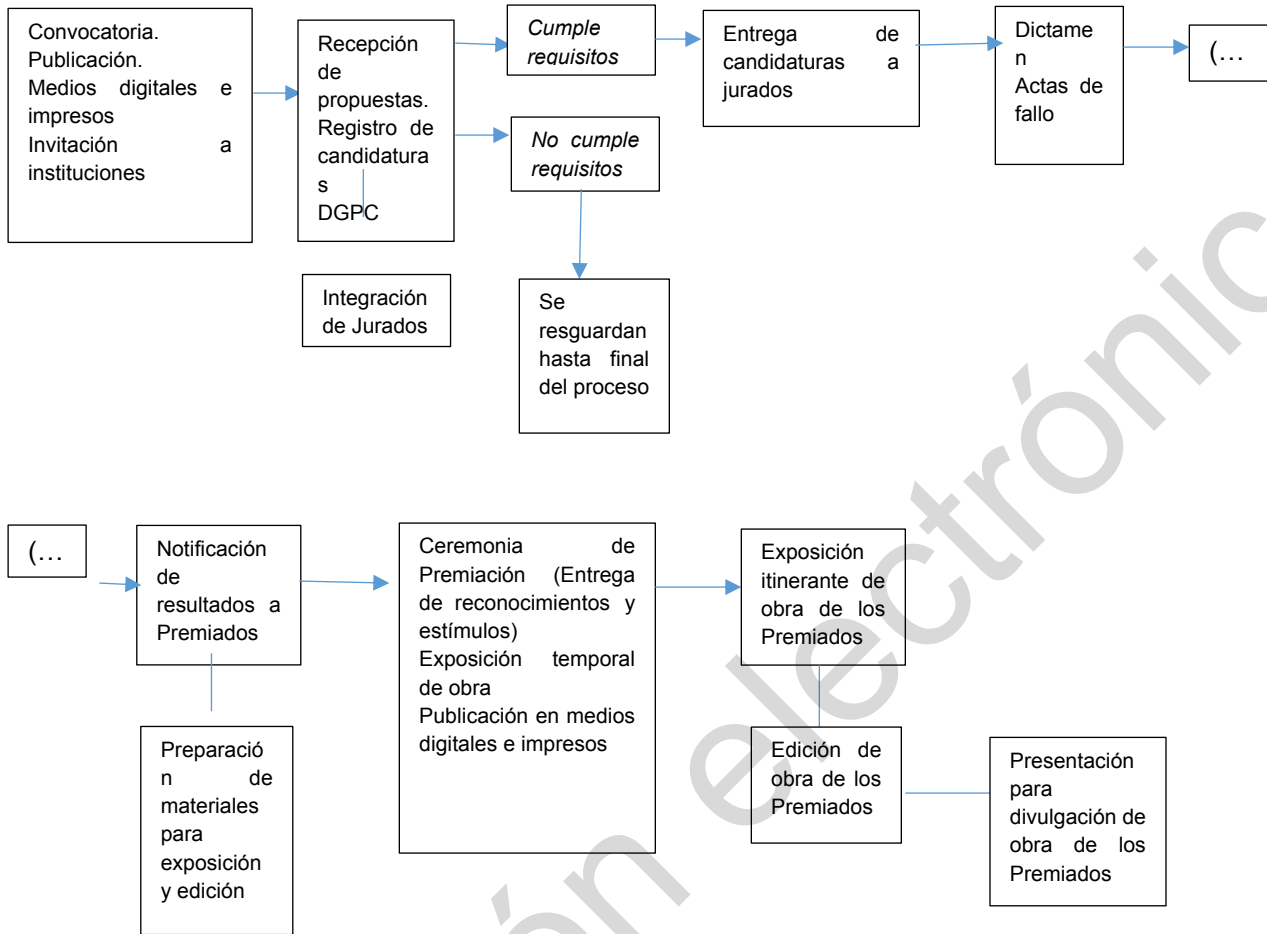 Convocatoria.
Publicación.
Medios digitales e
impresos
Invitación a
instituciones
Recepción
de
propuestas.
Registro de
candidatura
s
DGPC
Cumple
requisitos
No cumple
requisitos
Entrega de
candidaturas a
jurados
Dictame
n
Actas de
fallo
(...
Integración
de Jurados
Se
resguardan
hasta final
del proceso
(...
Notificación
de
resultados a
Premiados
Ceremonia de
Premiación (Entrega
de reconocimientos y
estímulos)
Exposición temporal
de obra
Publicación en medios
digitales e impresos
Exposición
itinerante de
obra de los
Premiados
Preparació
n de
materiales
para
exposición
y edición
Edición de
obra de los
Premiados
Presentación
para
divulgación de
obra de los
Premiados
ón electrónic